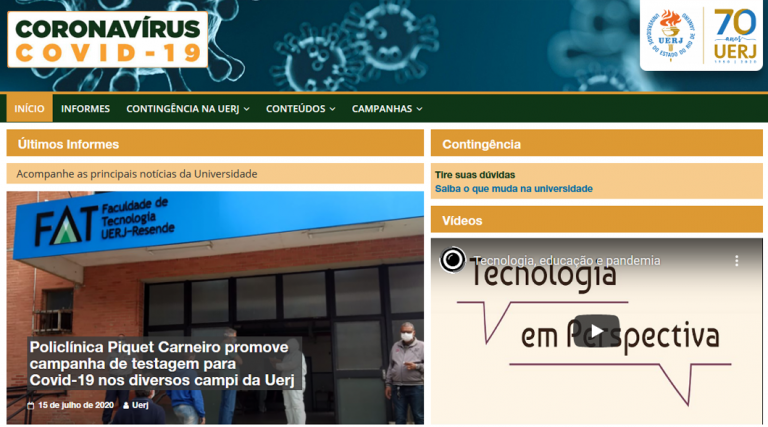 CORONAVÍRUS
COVID-19
UNIVERSIDADE DO ESTADO DO RIO DE JANEIRO
UERJ
70
anos
UERJ
1950 | 2020
INÍCIO
INFORMES
CONTINGÊNCIA NA UERJ
CONTEÚDOS
CAMPANHAS
Últimos Informes
Acompanhe as principais notícias da Universidade
FAT
Faculdade de
Tecnologia
UERJ-Resende
Policlínica Piquet Carneiro promove
campanha de testagem para
Covid-19 nos diversos campi da Uerj
15 de julho de 2020
Uerj
Contingência
Tire suas dúvidas
Saiba o que muda na universidade
Vídeos
Tecnologia, educação e pandemia
Tecnologia
em Perspectiva